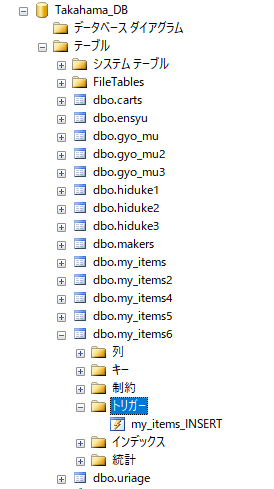 Takahama_DB
データベース ダイアグラム
テーブル
システム テーブル
FileTables
dbo.carts
dbo.ensyu
dbo.gyo_mu
dbo.gyo_mu2
dbo.gyo_mu3
dbo.hiduke1
dbo.hiduke2
dbo.hiduke3
dbo.makers
dbo.my_items
dbo.my_items2
dbo.my_items4
dbo.my_items5
dbo.my_items6
列
キー
制約
トリガー
my_items_INSERT
インデックス
統計
dbo.uriage